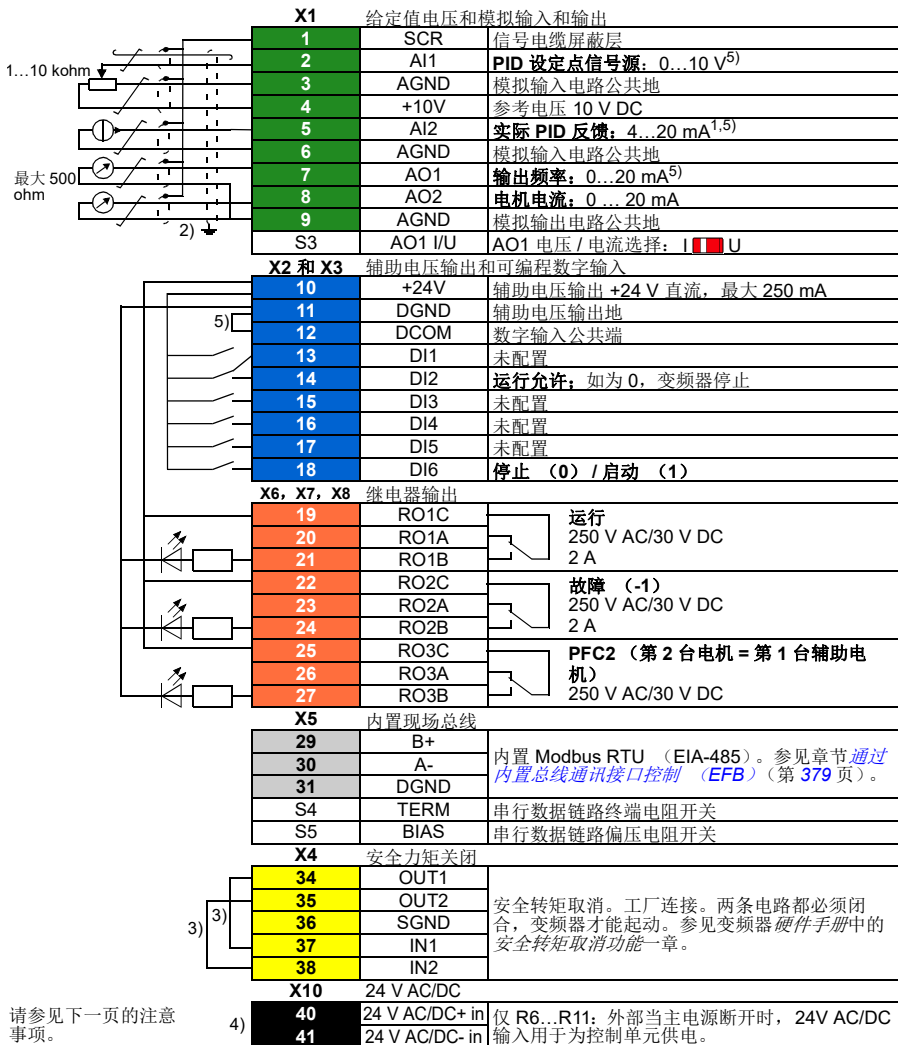 X1 给定值电压和模拟输入和输出
1 SCR 信号电缆屏蔽层
2 AI1 PID 设定点信号源：0…10 V5)
1…10 kohm
3 AGND 模拟输入电路公共地
4 +10V 参考电压 10 V DC
5 AI2 实际 PID 反馈：4…20 mA1,5)
6 AGND 模拟输入电路公共地
7 AO1 输出频率：0…20 mA5)
最大 500
ohm
8 AO2 电机电流：0 … 20 mA
9 AGND 模拟输出电路公共地
2)
S3 AO1 I/U AO1 电压 / 电流选择： I U
X2 和 X3 辅助电压输出和可编程数字输入
10 +24V 辅助电压输出 +24 V 直流，最大 250 mA
11 DGND 辅助电压输出地
5)
12 DCOM 数字输入公共端
13 DI1 未配置
14 DI2 运行允许；如为 0，变频器停止
15 DI3 未配置
16 DI4 未配置
17 DI5 未配置
18 DI6 停止 （0）/ 启动 （1）
X6，X7，X8 继电器输出
19 RO1C 运行
20 RO1A 250 V AC/30 V DC
21 RO1B 2 A
22 RO2C 故障 （-1）
23 RO2A 250 V AC/30 V DC
24 RO2B 2 A
25 RO3C PFC2 （第 2 台电机 = 第 1 台辅助电
26 RO3A 机）
27 RO3B 250 V AC/30 V DC
X5 内置现场总线
29 B+
30 A-
31 DGND
内置 Modbus RTU （EIA-485）。参见章节通过
内置总线通讯接口控制 （EFB）（第 379 页）。
S4 TERM 串行数据链路终端电阻开关
S5 BIAS 串行数据链路偏压电阻开关
X4 安全力矩关闭
34 OUT1
35 OUT2
36 SGND
37 IN1
38 IN2
3)
3)
安全转矩取消。工厂连接。两条电路都必须闭
合，变频器才能起动。参见变频器硬件手册中的
安全转矩取消功能一章。
X10 24 V AC/DC
40 24 V AC/DC+ in
41 24 V AC/DC- in
4)
仅 R6…R11：外部当主电源断开时，24V AC/DC
输入用于为控制单元供电。
请参见下一页的注意
事项。